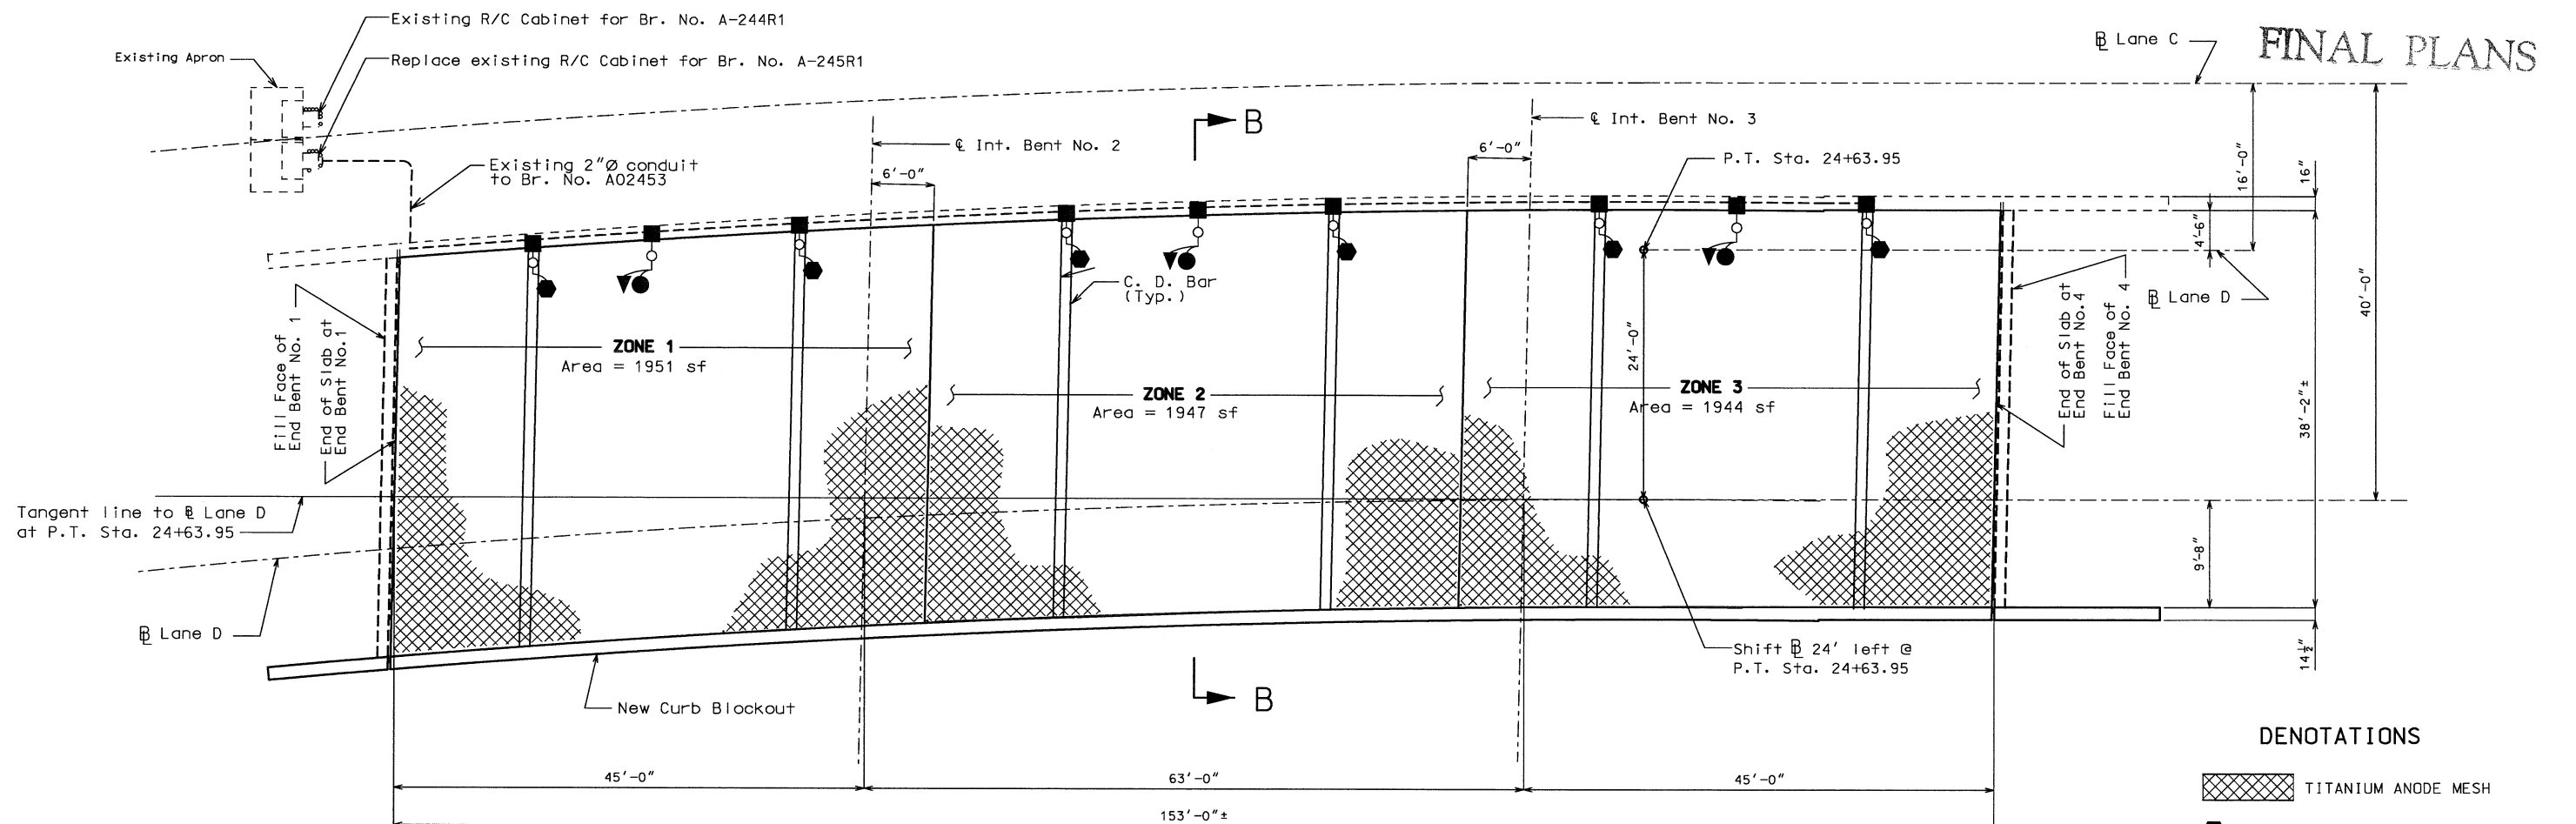 Existing R/C Cabinet for Br. No. A-244R1
Existing Apron
Replace existing R/C Cabinet for Br. No. A-245R1
℄ Int. Bent No. 2
Existing 2"Ø conduit
to Br. No. A02453
6'-0"
B
℄ Int. Bent No. 3
6'-0"
P.T. Sta. 24+63.95
℔ Lane C
FINAL PLANS
16'-0"
16"
4'-6"
40'-0"
℔ Lane D
C. D. Bar
(Typ.)
Fill Face of
End Bent No. 1
End of Slab at
End Bent No.1
ZONE 1
Area = 1951 sf
ZONE 2
Area = 1947 sf
24'-0"
ZONE 3
Area = 1944 sf
End of Slab at
End Bent No.4
Fill Face of
End Bent No. 4
38'-2"±
Tangent line to ℔ Lane D
at P.T. Sta. 24+63.95
9'-8"
℔ Lane D
14½"
Shift ℔ 24' left @
P.T. Sta. 24+63.95
New Curb Blockout
B
45'-0"
63'-0"
45'-0"
153'-0"±
DENOTATIONS
TITANIUM ANODE MESH